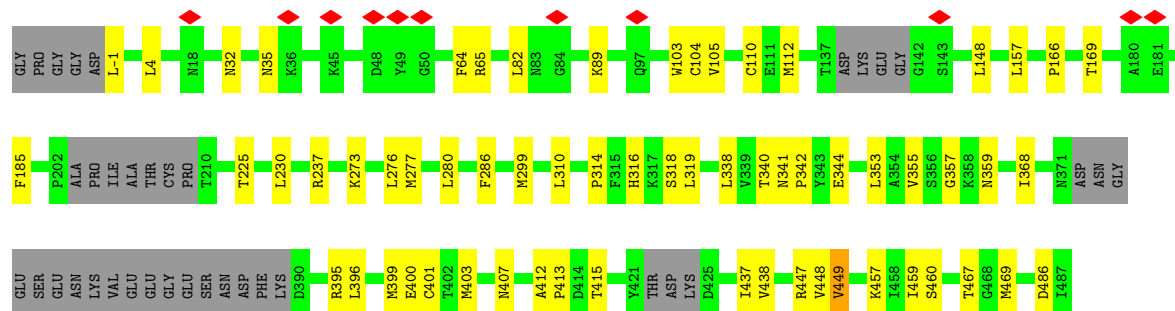 GLY PRO GLY GLY ASP L-1 L4 N18 N32 N35 K36 K45 D48 Y49 G50 F64 R65 L82 N83 G84 K89 Q97 W103 C104 V105 C110 E111 M112 T137 ASP LYS GLU GLY G142 S143 L148 L157 P166 T169 A180 E181
F185 P202 ALA PRO ILE ALA THR CYS PRO T210 T225 L230 R237 K273 L276 M277 L280 F286 M299 L310 P314 F315 H316 K317 S318 L319 L338 V339 T340 N341 P342 Y343 E344 L353 A354 V355 S356 G357 K358 N359 I368 N371 ASP ASN GLY
GLU SER GLU ASN LYS VAL GLU GLU GLY GLU SER ASN ASP PHE LYS D390 R395 L396 M399 E400 C401 T402 M403 N407 A412 P413 D414 T415 Y421 THR ASP LYS D425 I437 V438 R447 V448 V449 K457 I458 I459 S460 T467 G468 M469 D486 I487